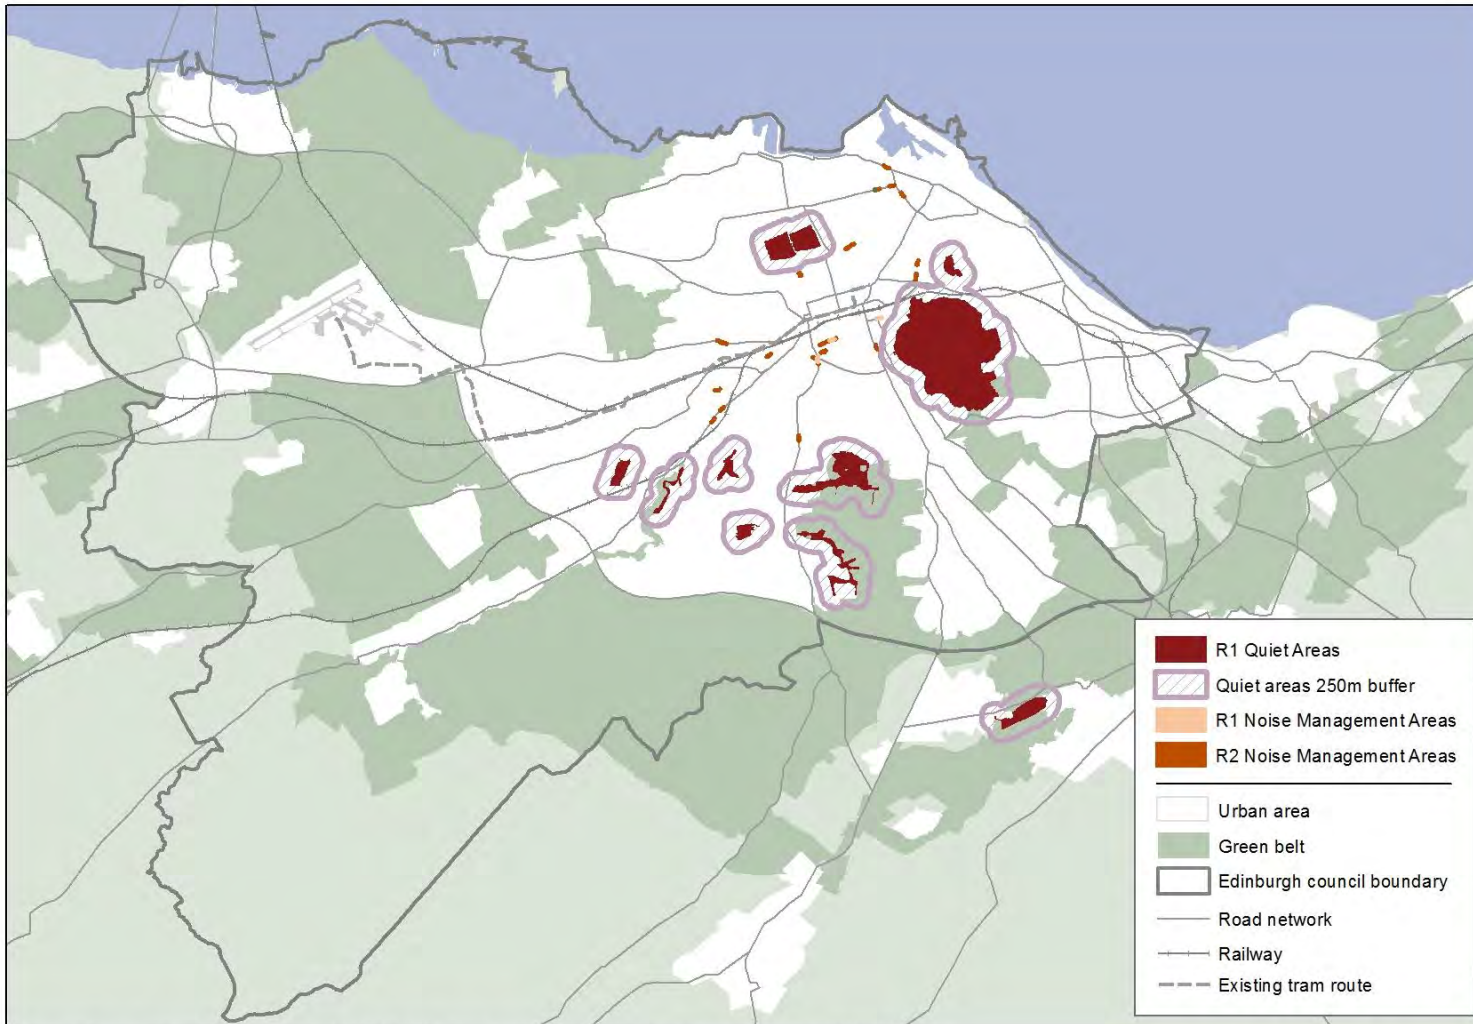 R1 Quiet Areas
Quiet areas 250m buffer
R1 Noise Management Areas
R2 Noise Management Areas
Urban area
Green belt
Edinburgh council boundary
Road network
Railway
Existing tram route